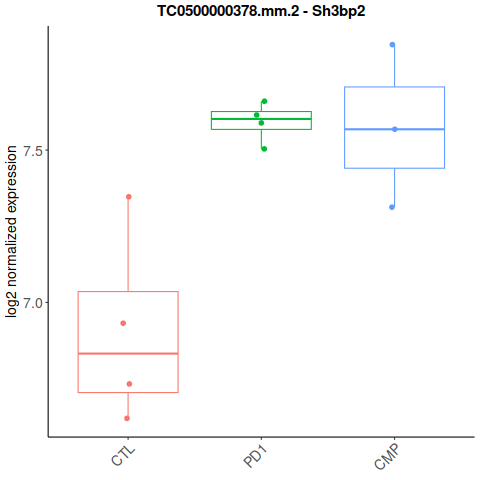 TC0500000378.mm.2 - Sh3bp2
log2 normalized expression
7.5
7.0
CTL
PD1
CMP